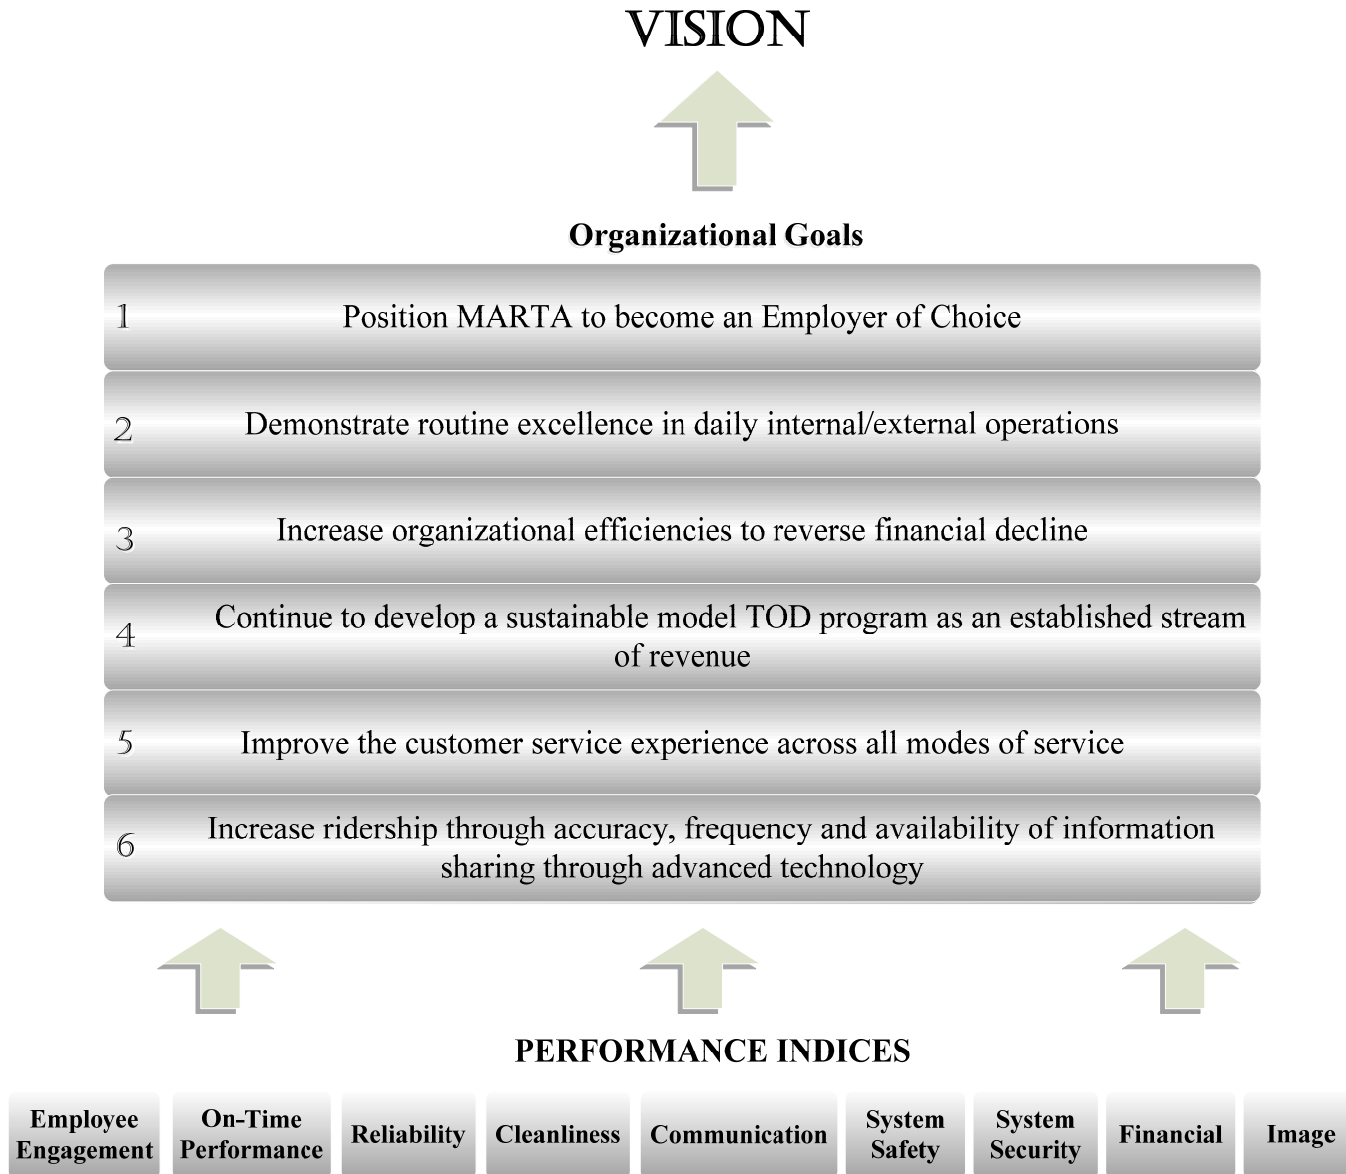 VISION
Organizational Goals
1 Position MARTA to become an Employer of Choice
2 Demonstrate routine excellence in daily internal/external operations
3 Increase organizational efficiencies to reverse financial decline
4 Continue to develop a sustainable model TOD program as an established stream
of revenue
5 Improve the customer service experience across all modes of service
6 Increase ridership through accuracy, frequency and availability of information
sharing through advanced technology
PERFORMANCE INDICES
Employee
Engagement
On-Time
Performance
Reliability
Cleanliness
Communication
System
Safety
System
Security
Financial
Image